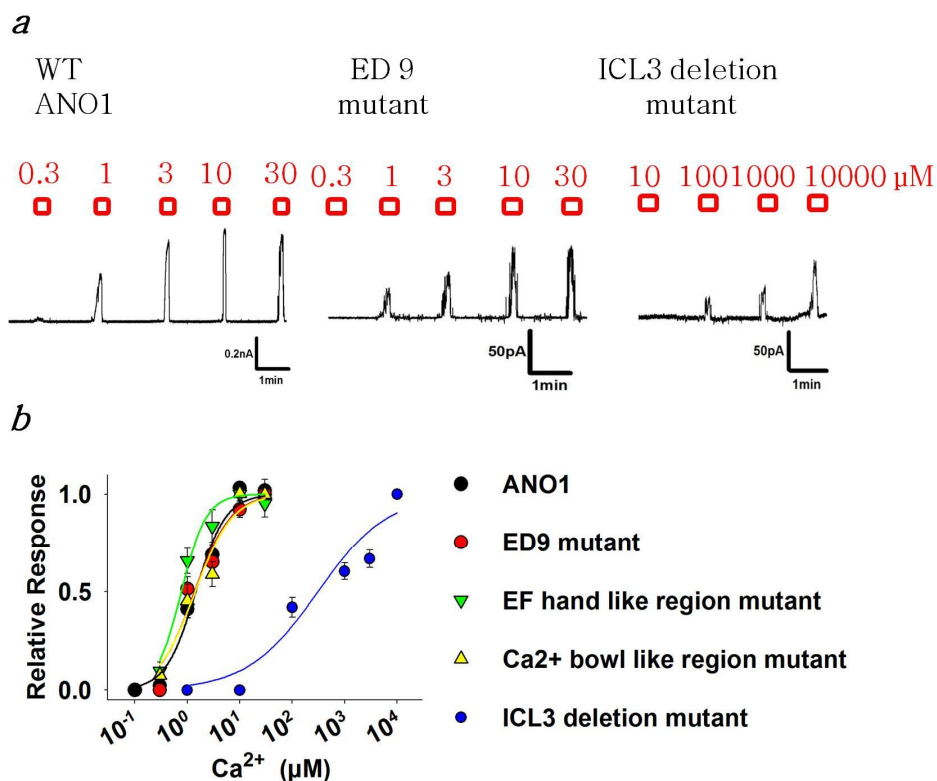 a
WT
ANO1
ED 9
mutant
ICL3 deletion
mutant
0.3 1 3 10 30 0.3 1 3 10 30 10 100 1000 10000 µM
0.2nA
1min
50pA
1min
50pA
1min
b
Relative Response
1.0
0.5
0.0
10-1 100 101 102 103 104
Ca2+ (µM)
ANO1
ED9 mutant
EF hand like region mutant
Ca2+ bowl like region mutant
ICL3 deletion mutant